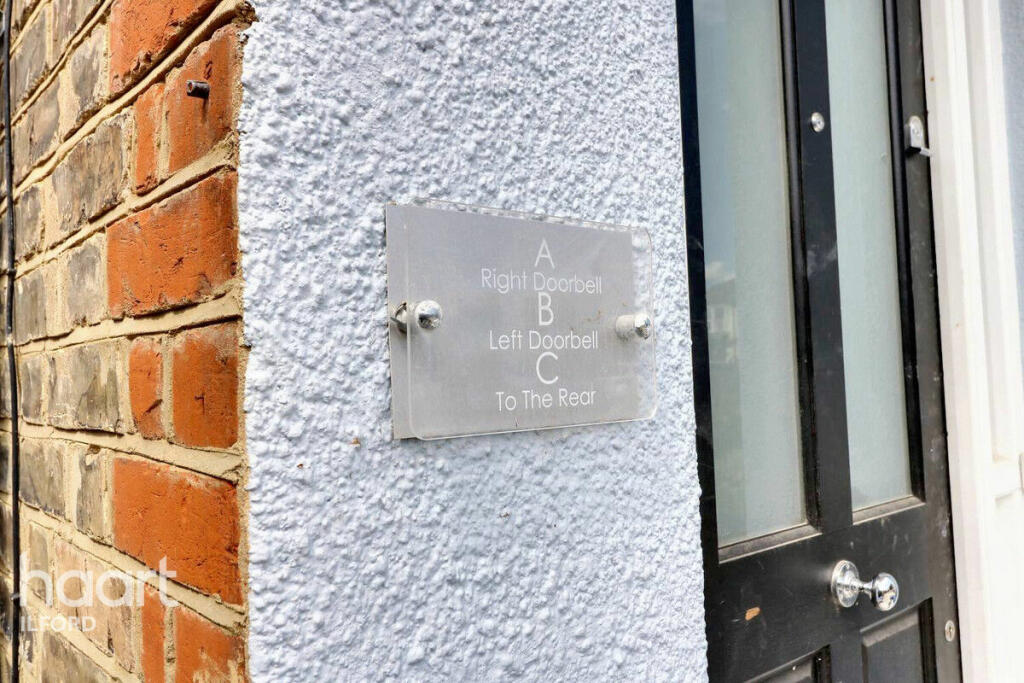 A
Right Doorbell
B
Left Doorbell
C
To The Rear
haart
ILFORD